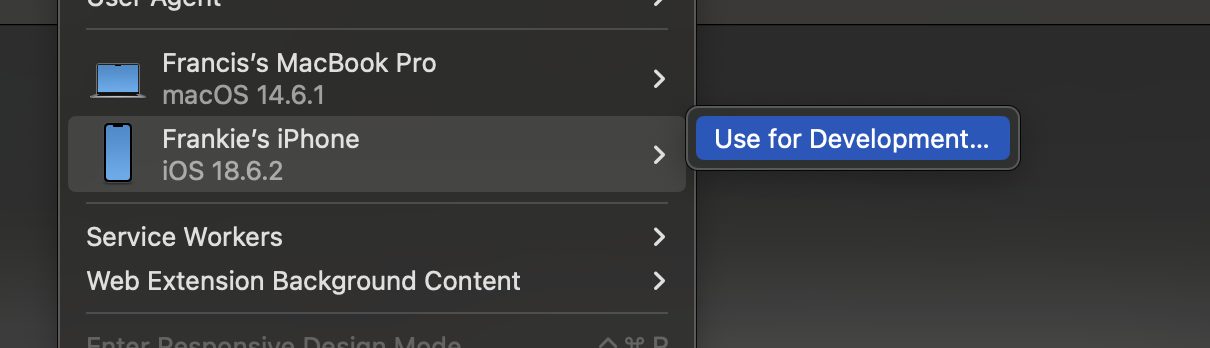 User Agent
Francis’s MacBook Pro
macOS 14.6.1
Frankie’s iPhone
iOS 18.6.2
Use for Development…
Service Workers
Web Extension Background Content
Enter Responsive Design Mode ^⌘R